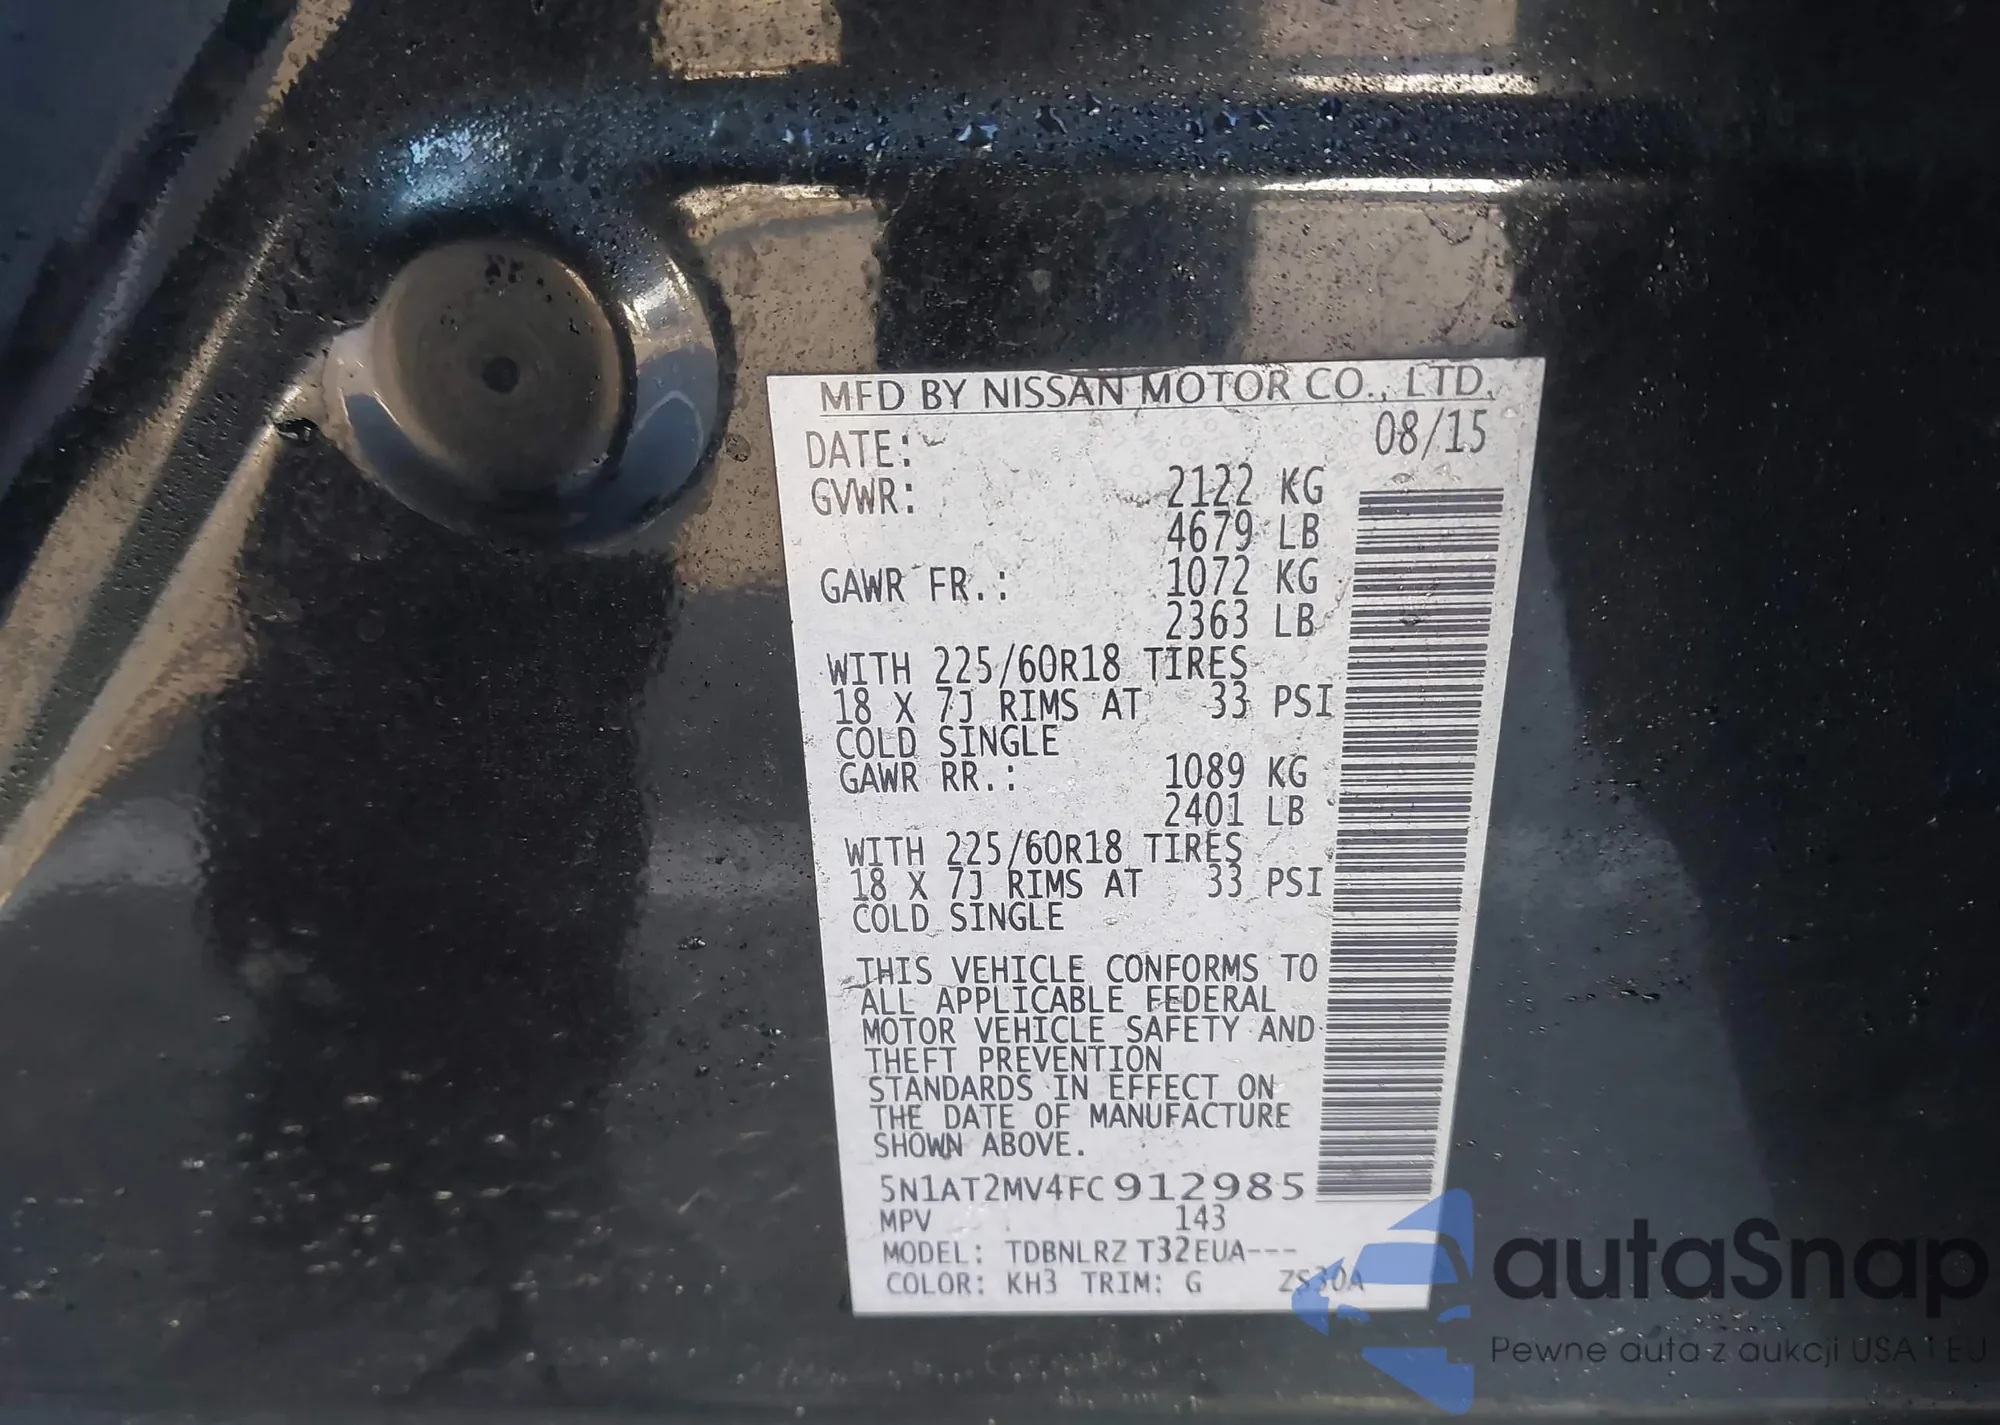 MFD BY NISSAN MOTOR CO., LTD.
DATE: 08/15
GVWR: 2122 KG
4679 LB
GAWR FR.: 1072 KG
2363 LB
WITH 225/60R18 TIRES
18 X 7J RIMS AT 33 PSI
COLD SINGLE
GAWR RR.: 1089 KG
2401 LB
WITH 225/60R18 TIRES
18 X 7J RIMS AT 33 PSI
COLD SINGLE
THIS VEHICLE CONFORMS TO
ALL APPLICABLE FEDERAL
MOTOR VEHICLE SAFETY AND
THEFT PREVENTION
STANDARDS IN EFFECT ON
THE DATE OF MANUFACTURE
SHOWN ABOVE.
5N1AT2MV4FC912985
MPV 143
MODEL: TDBNLRZ T32EUA---
COLOR: KH3 TRIM: G ZS30A
autaSnap
Pewne auta z aukcji USA i EU